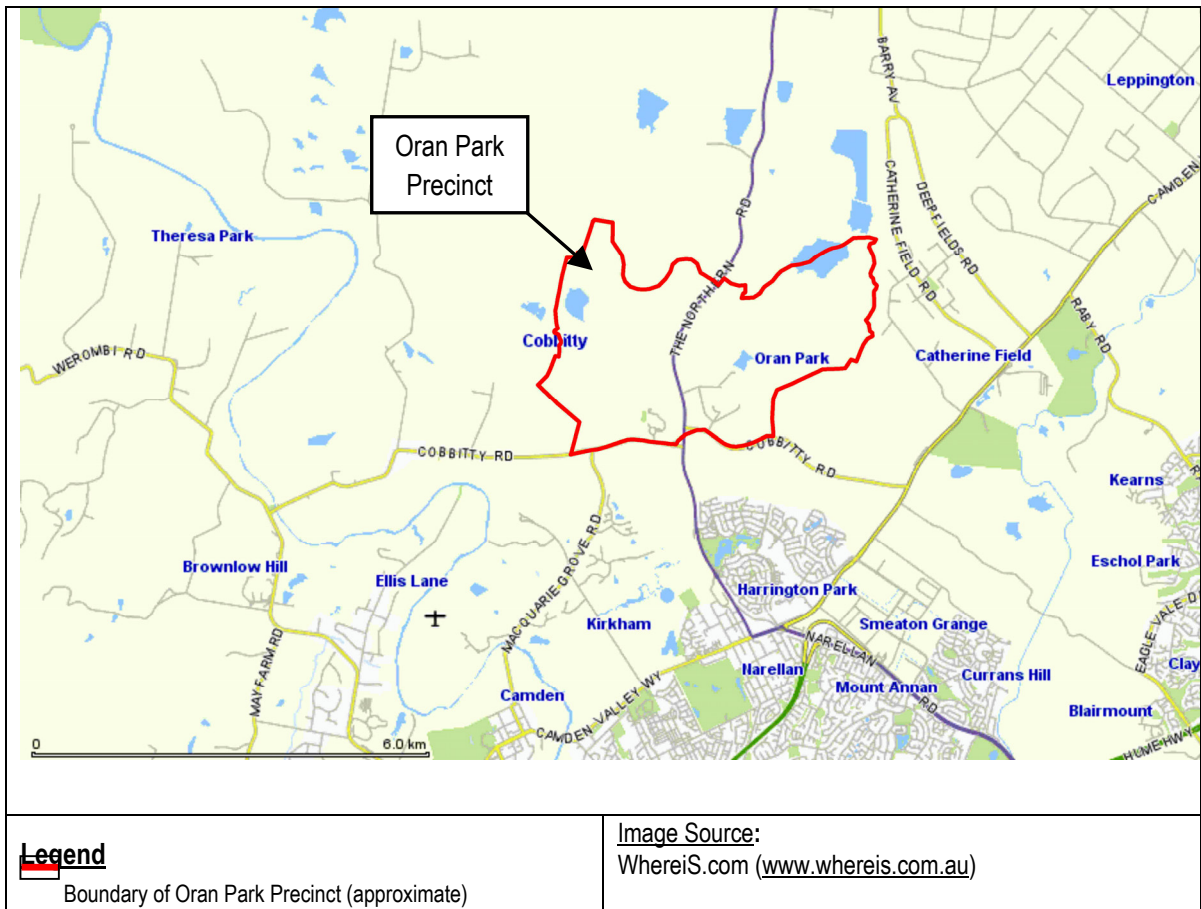 BARRY AV
Leppington
Oran Park
Precinct
CATHERINE FIELD RD
DEEPFIELDS RD
CAMDEN
Theresa Park
THE NORTHERN
RD
RABY RD
Cobbitty
WEROMBI RD
Oran Park
Catherine Field
COBBITTY RD
COBBITTY RD
Kearns
MACQUARIE GROVE RD
Eschol Park
Brownlow Hill
Ellis Lane
Harrington Park
EAGLE VALE D
Kirkham
Smeaton Grange
MAY FARM RD
NARELLAN
RD
Narellan
Clay
Currans Hill
Mount Annan
Camden
CAMDEN VALLEY WY
Blairmount
HUME HWY
0
6.0 km
Legend
Boundary of Oran Park Precinct (approximate)
Image Source:
WhereiS.com (www.whereis.com.au)